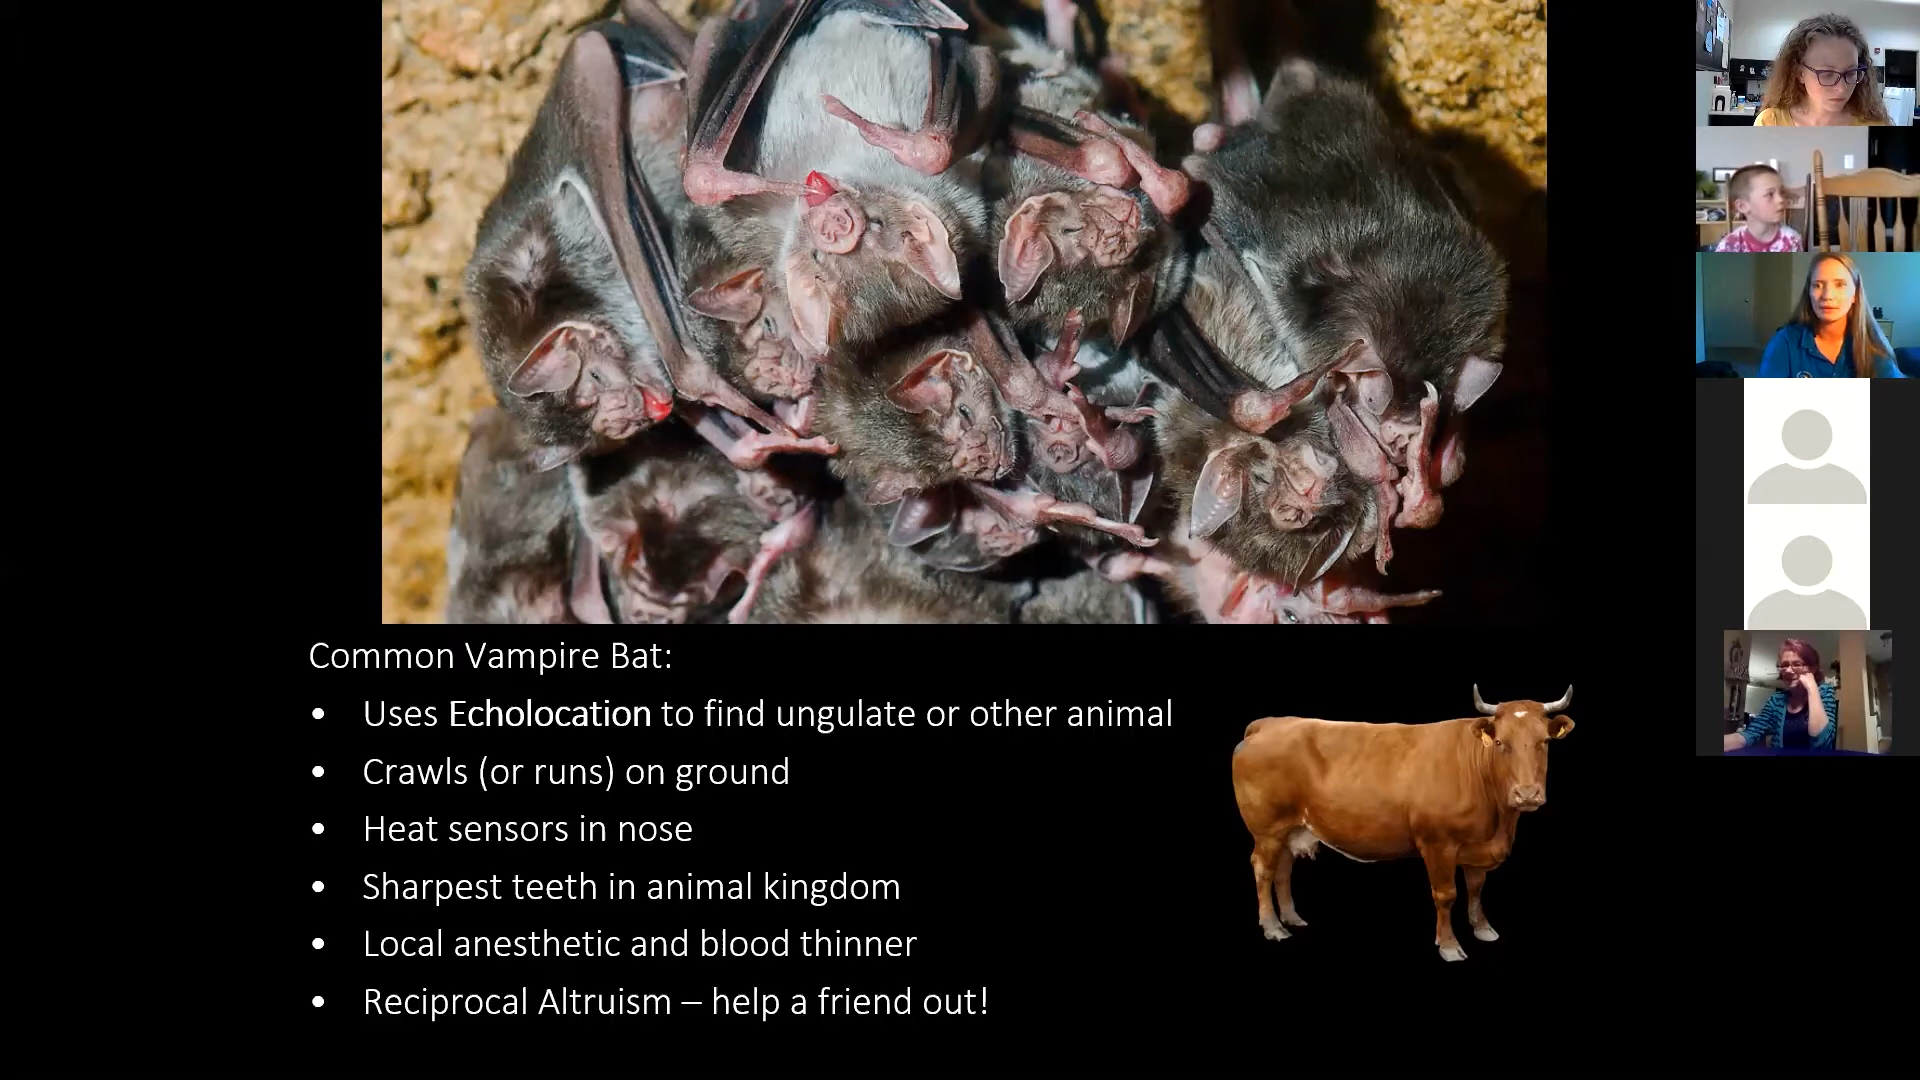 Common Vampire Bat:
• Uses Echolocation to find ungulate or other animal
• Crawls (or runs) on ground
• Heat sensors in nose
• Sharpest teeth in animal kingdom
• Local anesthetic and blood thinner
• Reciprocal Altruism – help a friend out!